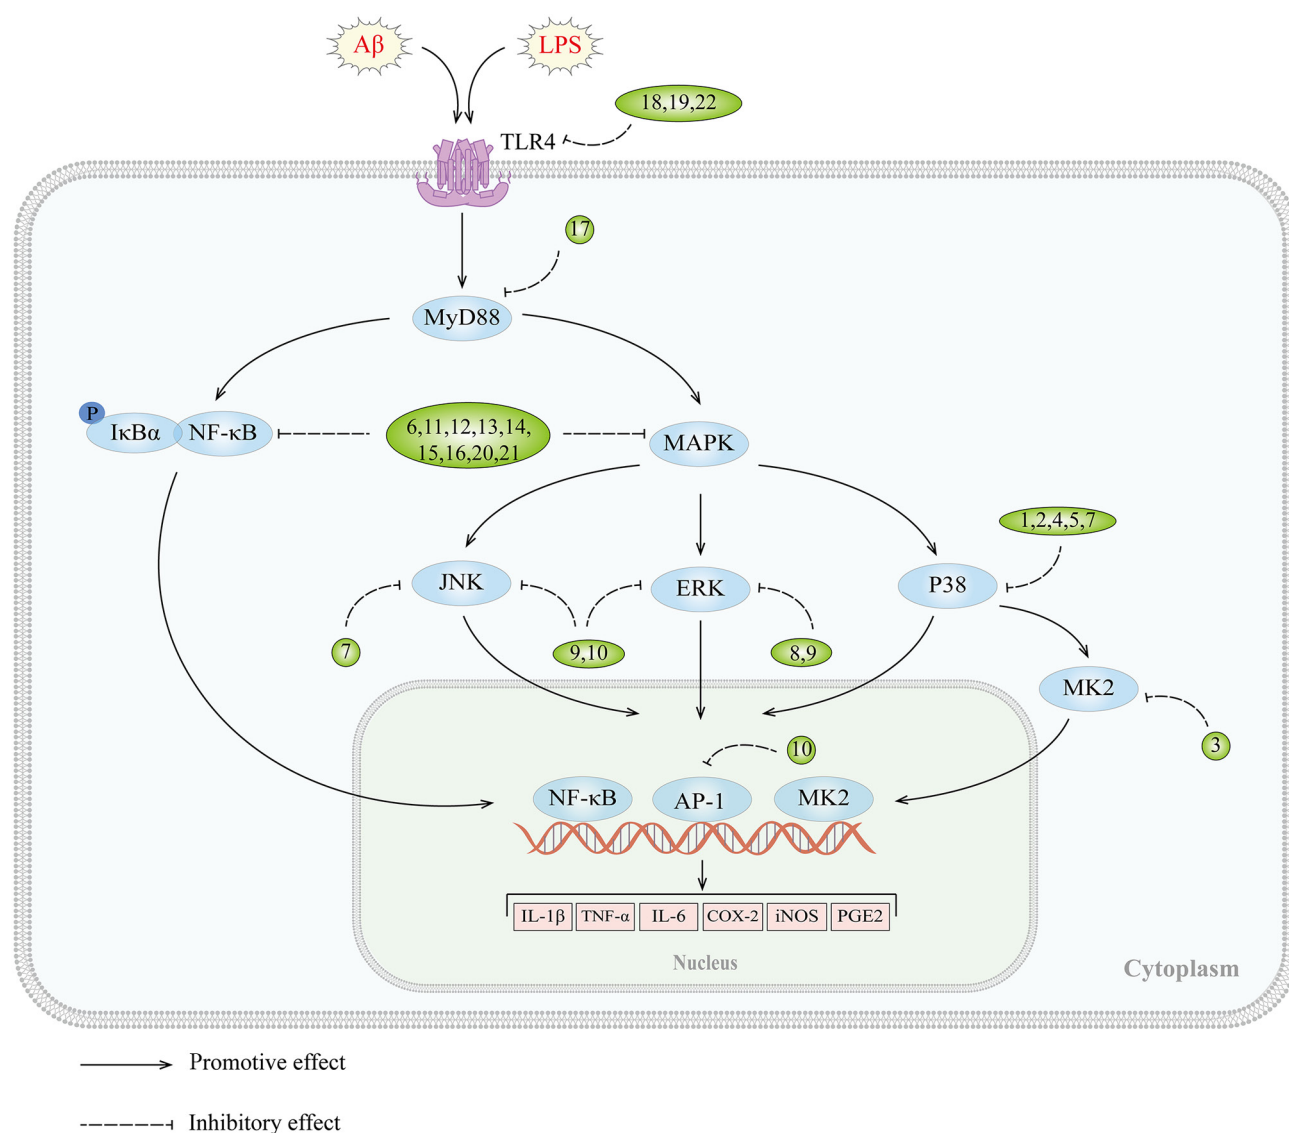 Aβ
LPS
18,19,22
TLR4
17
MyD88
P
IκBα
NF-κB
6,11,12,13,14,
15,16,20,21
MAPK
1,2,4,5,7
JNK
ERK
P38
7
9,10
8,9
MK2
3
10
NF-κB
AP-1
MK2
IL-1β
TNF-α
IL-6
COX-2
iNOS
PGE2
Nucleus
Cytoplasm
Promotive effect
Inhibitory effect